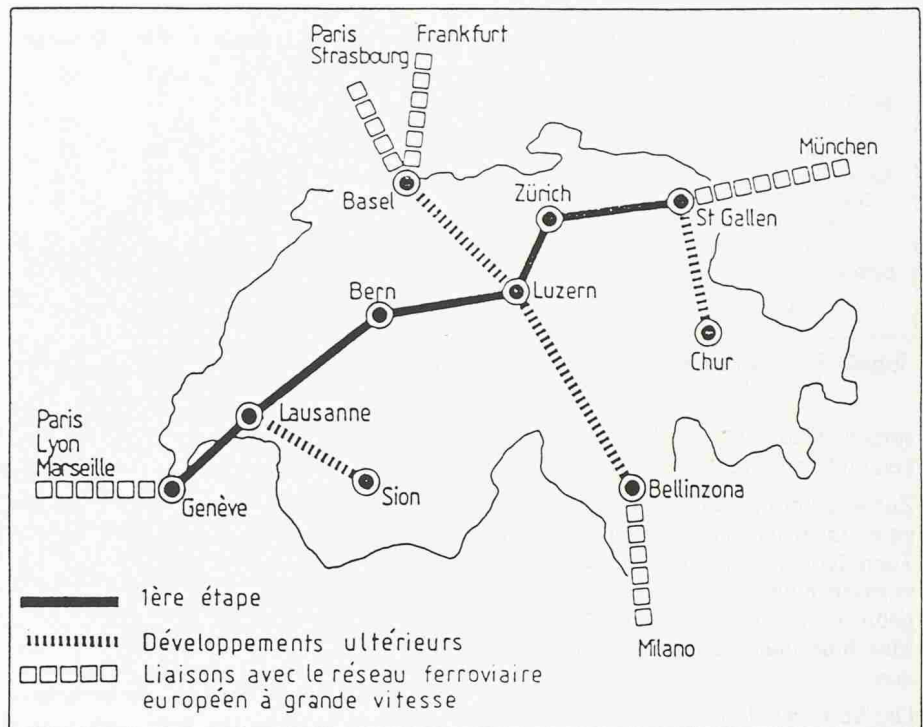 Paris
Strasbourg
Frankfurt
München
Basel
Zürich
St Gallen
Bern
Luzern
Chur
Lausanne
Paris
Lyon
Marseille
Genève
Sion
Bellinzona
1ère étape
Développements ultérieurs
Milano
Liaisons avec le réseau ferroviaire
européen à grande vitesse